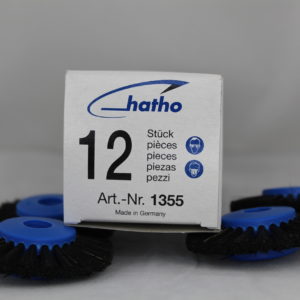 hatho
12
Stück
pièces
pieces
piezas
pezzi
Art.-Nr. 1355
Made in Germany